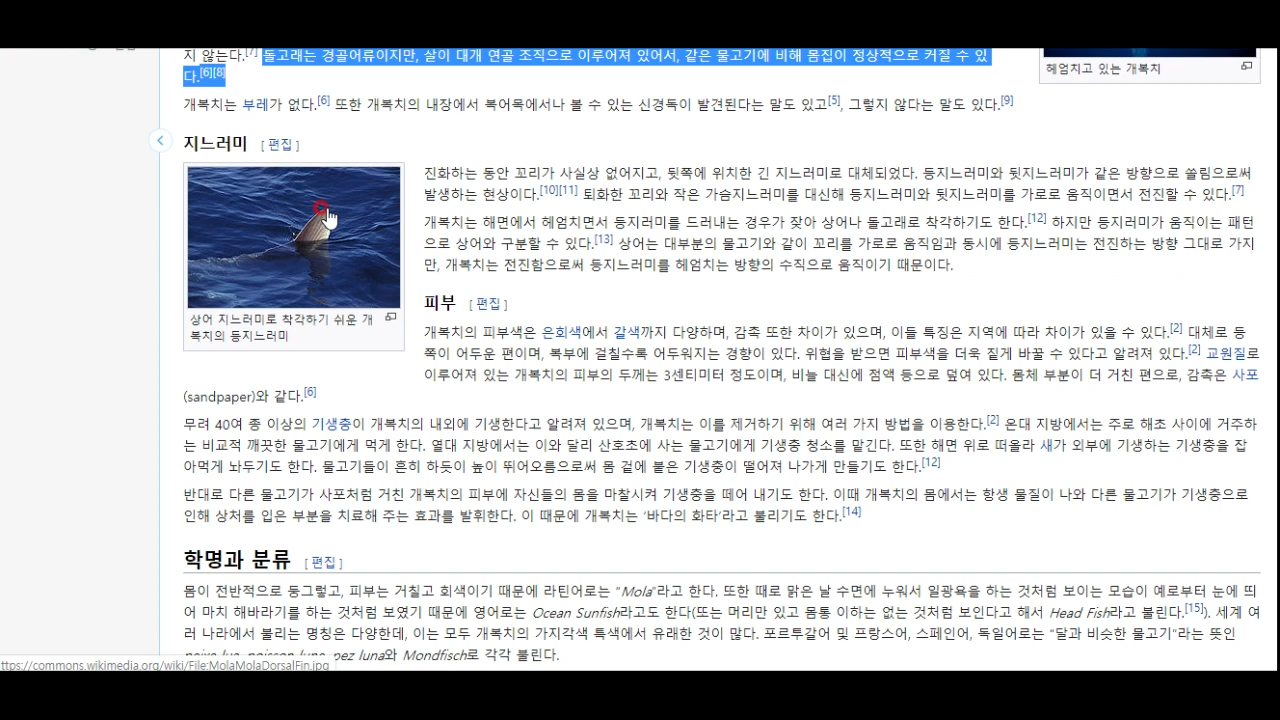 지 않는다.[7] 돌고래는 경골어류이지만, 살이 대개 연골 조직으로 이루어져 있어서, 같은 물고기에 비해 몸집이 정상적으로 커질 수 있
다.[6][8]
헤엄치고 있는 개복치
개복치는 부레가 없다.[6] 또한 개복치의 내장에서 복어목에서나 볼 수 있는 신경독이 발견된다는 말도 있고[5], 그렇지 않다는 말도 있다.[9]
지느러미 [편집]
진화하는 동안 꼬리가 사실상 없어지고, 뒷쪽에 위치한 긴 지느러미로 대체되었다. 등지느러미와 뒷지느러미가 같은 방향으로 쏠림으로써
발생하는 현상이다.[10][11] 퇴화한 꼬리와 작은 가슴지느러미를 대신해 등지느러미와 뒷지느러미를 가로로 움직이면서 전진할 수 있다.[7]
개복치는 해면에서 헤엄치면서 등지러미를 드러내는 경우가 잦아 상어나 돌고래로 착각하기도 한다.[12] 하지만 등지러미가 움직이는 패턴
으로 상어와 구분할 수 있다.[13] 상어는 대부분의 물고기와 같이 꼬리를 가로로 움직임과 동시에 등지느러미는 전진하는 방향 그대로 가지
만, 개복치는 전진함으로써 등지느러미를 헤엄치는 방향의 수직으로 움직이기 때문이다.
상어 지느러미로 착각하기 쉬운 개
복치의 등지느러미
피부 [편집]
개복치의 피부색은 은회색에서 갈색까지 다양하며, 감촉 또한 차이가 있으며, 이들 특징은 지역에 따라 차이가 있을 수 있다.[2] 대체로 등
쪽이 어두운 편이며, 복부에 걸칠수록 어두워지는 경향이 있다. 위협을 받으면 피부색을 더욱 짙게 바꿀 수 있다고 알려져 있다.[2] 교원질로
이루어져 있는 개복치의 피부의 두께는 3센티미터 정도이며, 비늘 대신에 점액 등으로 덮여 있다. 몸체 부분이 더 거친 편으로, 감촉은 사포
(sandpaper)와 같다.[6]
무려 40여 종 이상의 기생충이 개복치의 내외에 기생한다고 알려져 있으며, 개복치는 이를 제거하기 위해 여러 가지 방법을 이용한다.[2] 온대 지방에서는 주로 해초 사이에 거주하
는 비교적 깨끗한 물고기에게 먹게 한다. 열대 지방에서는 이와 달리 산호초에 사는 물고기에게 기생충 청소를 맡긴다. 또한 해면 위로 떠올라 새가 외부에 기생하는 기생충을 잡
아먹게 놔두기도 한다. 물고기들이 흔히 하듯이 높이 뛰어오름으로써 몸 겉에 붙은 기생충이 떨어져 나가게 만들기도 한다.[12]
반대로 다른 물고기가 사포처럼 거친 개복치의 피부에 자신들의 몸을 마찰시켜 기생충을 떼어 내기도 한다. 이때 개복치의 몸에서는 항생 물질이 나와 다른 물고기가 기생충으로
인해 상처를 입은 부분을 치료해 주는 효과를 발휘한다. 이 때문에 개복치는 '바다의 화타'라고 불리기도 한다.[14]
학명과 분류 [편집]
몸이 전반적으로 둥그렇고, 피부는 거칠고 회색이기 때문에 라틴어로는 "Mola"라고 한다. 또한 때로 맑은 날 수면에 누워서 일광욕을 하는 것처럼 보이는 모습이 예로부터 눈에 띄
어 마치 해바라기를 하는 것처럼 보였기 때문에 영어로는 Ocean Sunfish라고도 한다(또는 머리만 있고 몸통 이하는 없는 것처럼 보인다고 해서 Head Fish라고 불린다.[15]). 세계 여
러 나라에서 불리는 명칭은 다양한데, 이는 모두 개복치의 가지각색 특색에서 유래한 것이 많다. 포르투갈어 및 프랑스어, 스페인어, 독일어로는 "달과 비슷한 물고기"라는 뜻인
peixe lua, poisson lune, pez luna와 Mondfisch로 각각 불린다.
ttps://commons.wikimedia.org/wiki/File:MolaMolaDorsalFin.jpg